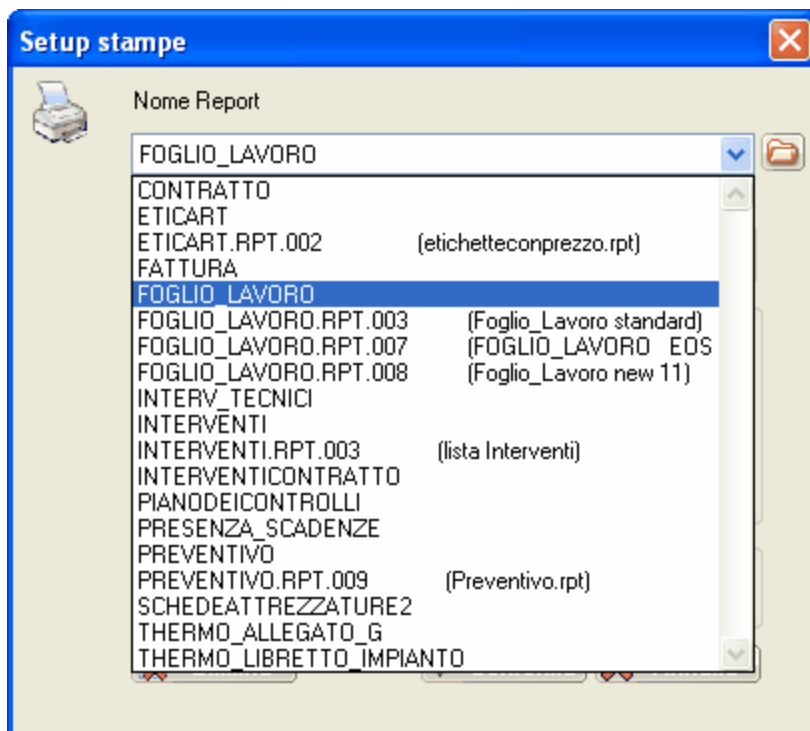 Setup stampe
Nome Report
FOGLIO_LAVORO
CONTRATTO
ETICART
ETICART.RPT.002 (etichetteconprezzo.rpt)
FATTURA
FOGLIO_LAVORO
FOGLIO_LAVORO.RPT.003 (Foglio_Lavoro standard)
FOGLIO_LAVORO.RPT.007 (FOGLIO_LAVORO EOS
FOGLIO_LAVORO.RPT.008 (Foglio_Lavoro new 11)
INTERV_TECNICI
INTERVENTI
INTERVENTI.RPT.003 (lista Interventi)
INTERVENTICONTRATTO
PIANODEICONTROLLI
PRESENZA_SCADENZE
PREVENTIVO
PREVENTIVO.RPT.009 (Preventivo.rpt)
SCHEDEATTREZZATURE2
THERMO_ALLEGATO_G
THERMO_LIBRETTO_IMPIANTO